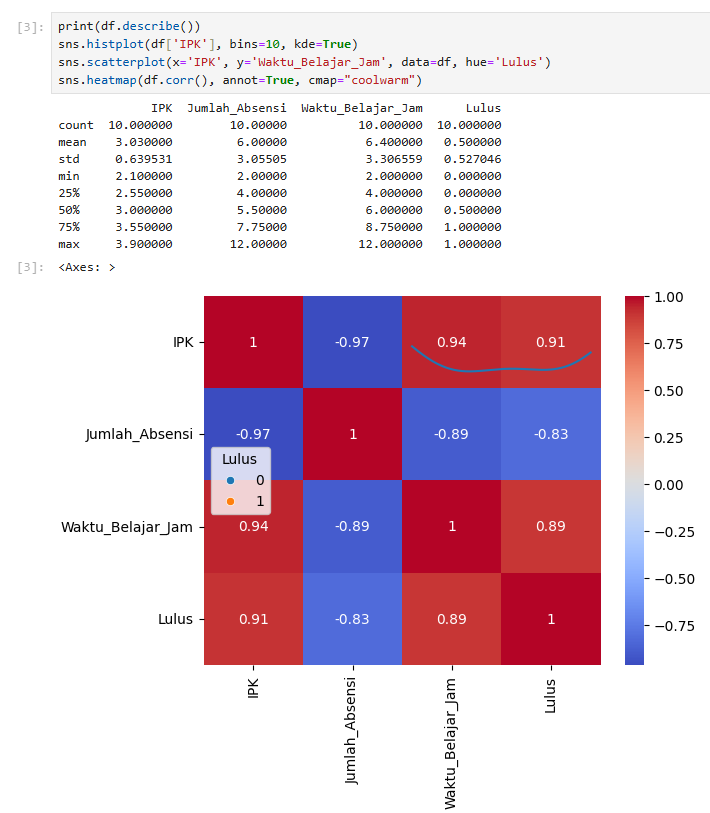 [3]: print(df.describe())
sns.histplot(df['IPK'], bins=10, kde=True)
sns.scatterplot(x='IPK', y='Waktu_Belajar_Jam', data=df, hue='Lulus')
sns.heatmap(df.corr(), annot=True, cmap="coolwarm")
IPK Jumlah_Absensi Waktu_Belajar_Jam Lulus
count 10.000000 10.00000 10.000000 10.000000
mean 3.030000 6.00000 6.400000 0.500000
std 0.639531 3.05505 3.306559 0.527046
min 2.100000 2.00000 2.000000 0.000000
25% 2.550000 4.00000 4.000000 0.000000
50% 3.000000 5.50000 6.000000 0.500000
75% 3.550000 7.75000 8.750000 1.000000
max 3.900000 12.00000 12.000000 1.000000
[3]: <Axes: >
IPK 1 -0.97 0.94 0.91
Jumlah_Absensi -0.97 1 -0.89 -0.83
Lulus
0
1
Waktu_Belajar_Jam 0.94 -0.89 1 0.89
Lulus 0.91 -0.83 0.89 1
IPK
Jumlah_Absensi
Waktu_Belajar_Jam
Lulus
1.00
0.75
0.50
0.25
0.00
−0.25
−0.50
−0.75